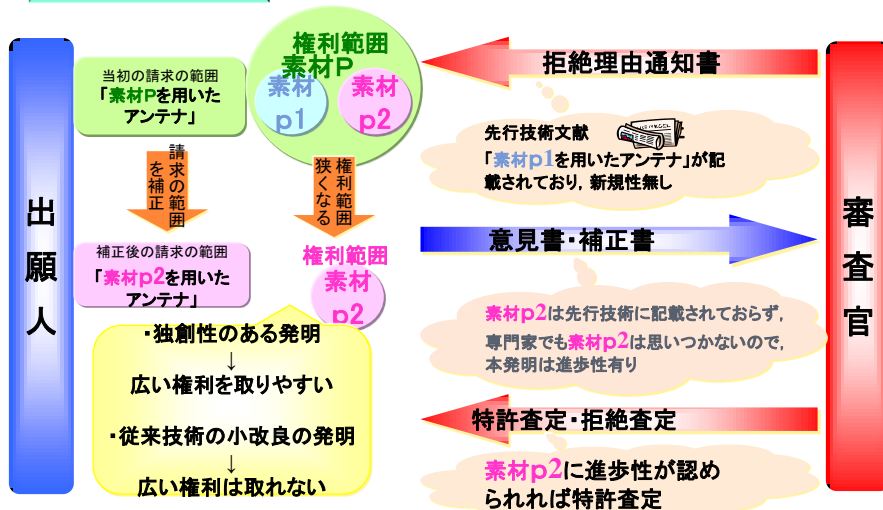 出願人
当初の請求の範囲
「素材Pを用いた
アンテナ」
権利範囲
素材P
素材
p1
素材
p2
請求の範囲
を補正
権利範囲
狭くなる
補正後の請求の範囲
「素材p2を用いた
アンテナ」
権利範囲
素材
p2
・独創性のある発明
↓
広い権利を取りやすい
・従来技術の小改良の発明
↓
広い権利は取れない
拒絶理由通知書
先行技術文献
「素材p1を用いたアンテナ」が記
載されており，新規性無し
意見書・補正書
素材p2は先行技術に記載されておらず，
専門家でも素材p2は思いつかないので，
本発明は進歩性有り
特許査定・拒絶査定
素材p2に進歩性が認め
られれば特許査定
審査官